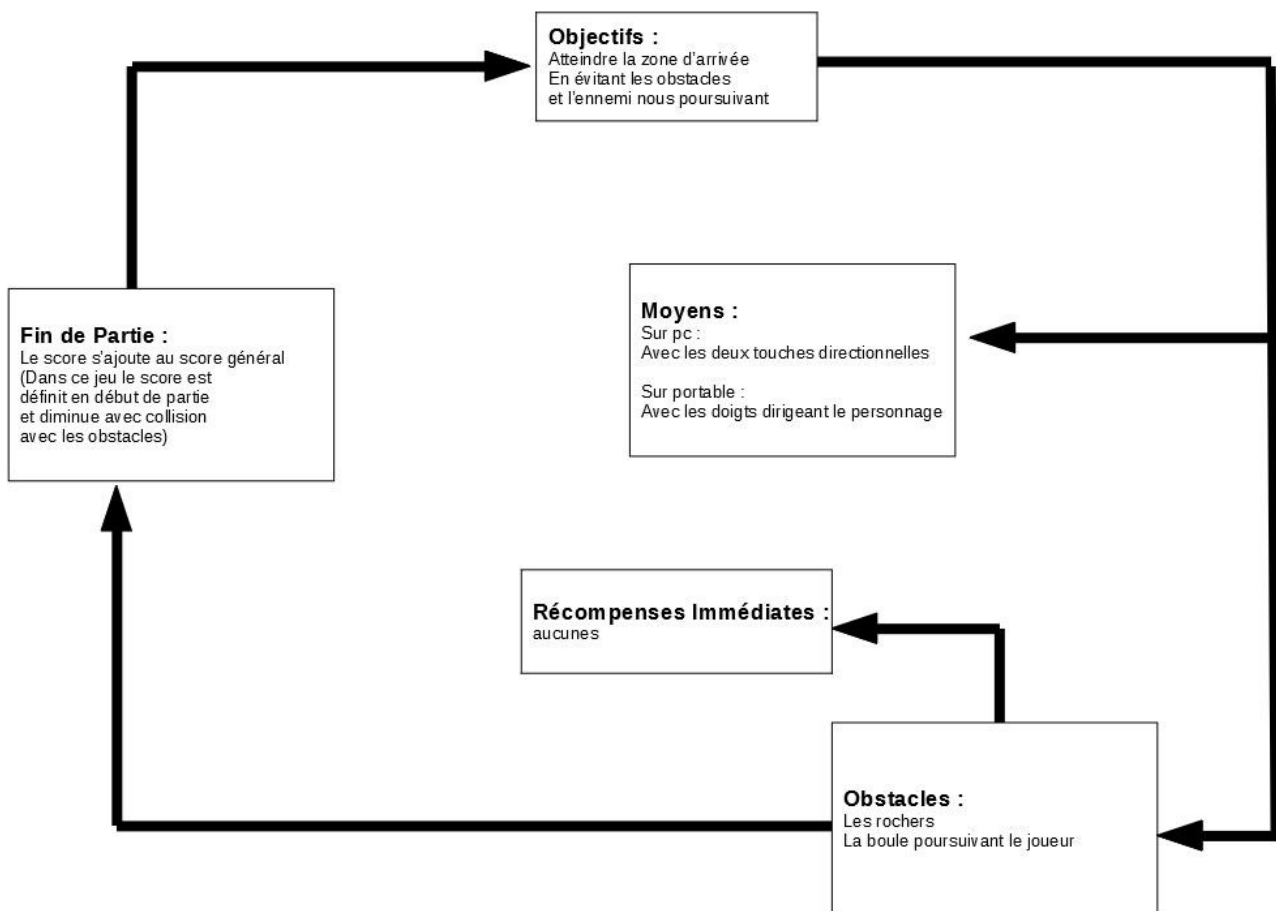 Objectifs :
Atteindre la zone d'arrivée
En évitant les obstacles
et l'ennemi nous poursuivant
Moyens :
Sur pc :
Avec les deux touches directionnelles
Sur portable :
Avec les doigts dirigeant le personnage
Fin de Partie :
Le score s'ajoute au score général
(Dans ce jeu le score est
définit en début de partie
et diminue avec collision
avec les obstacles)
Récompenses Immédiates :
aucunes
Obstacles :
Les rochers
La boule poursuivant le joueur